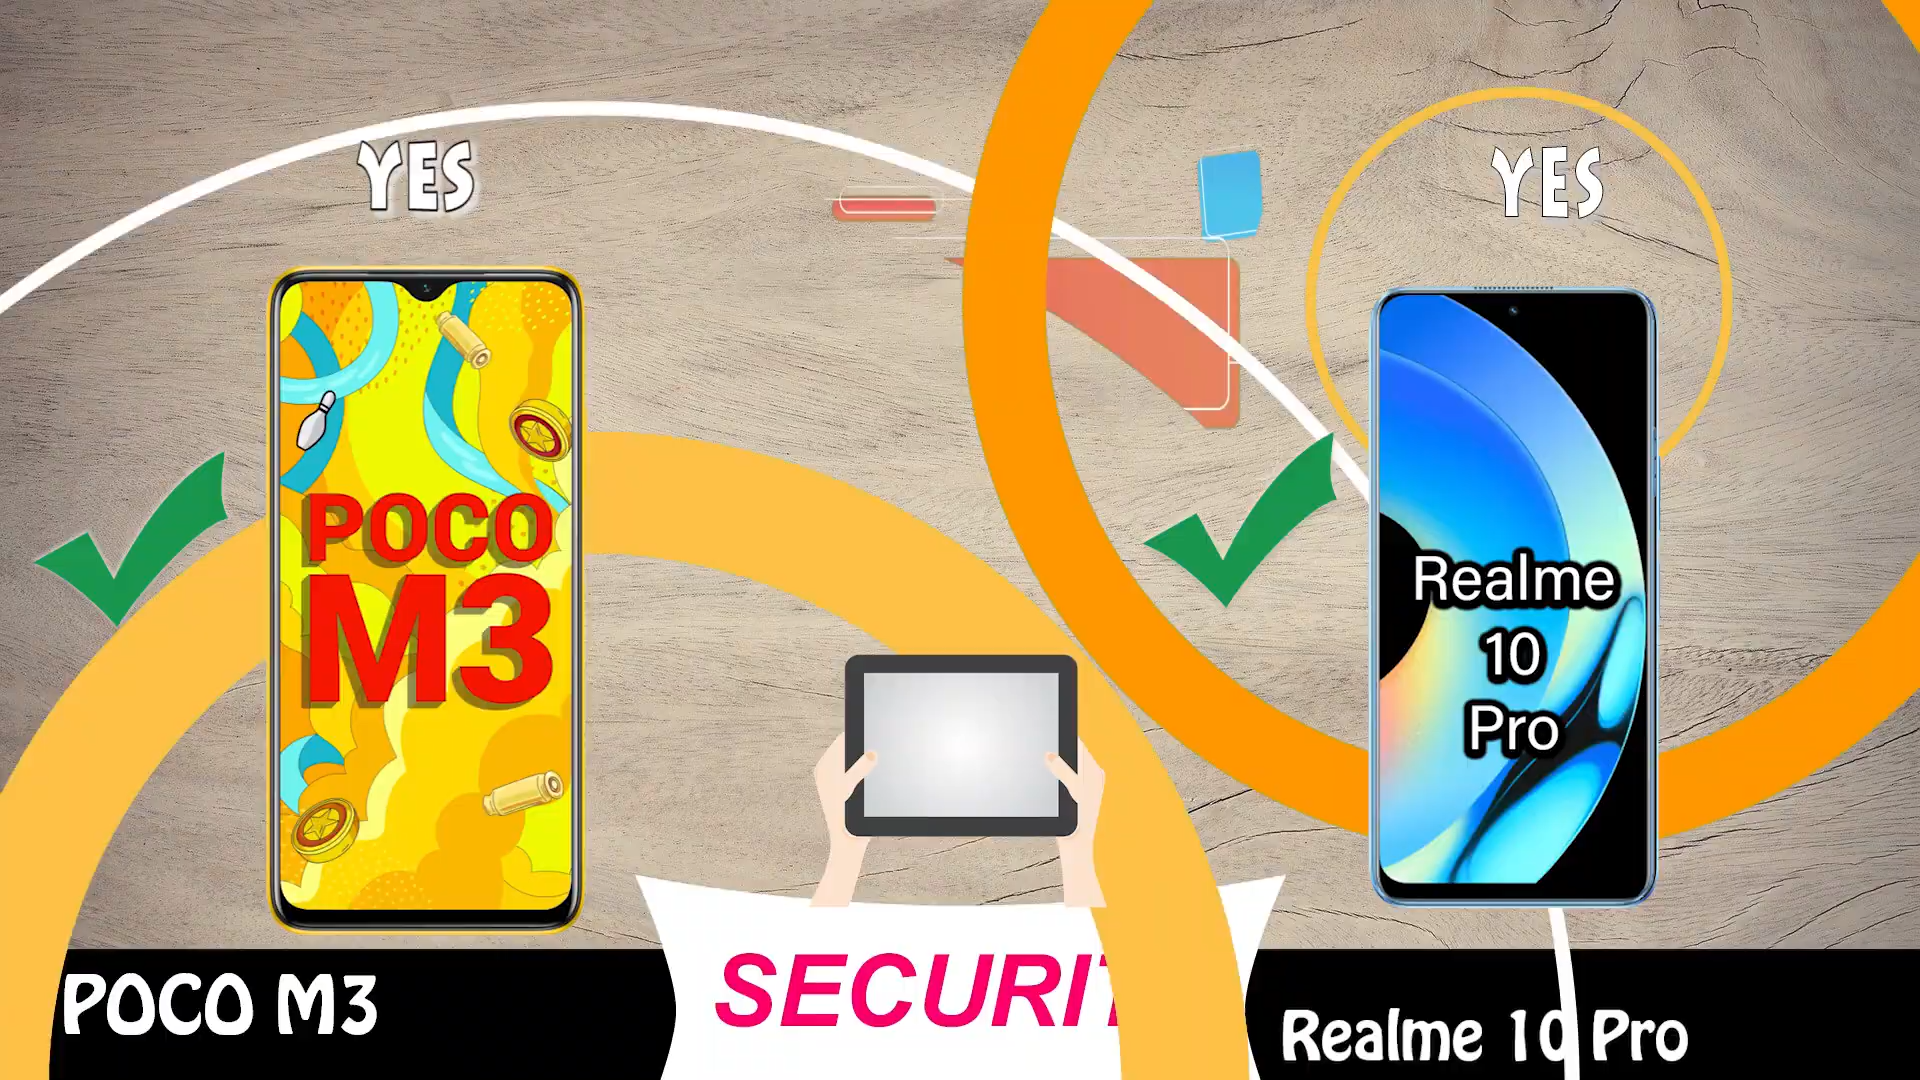 YES
YES
POCO
M3
Realme
10
Pro
POCO M3
SECURIT
Realme 10 Pro